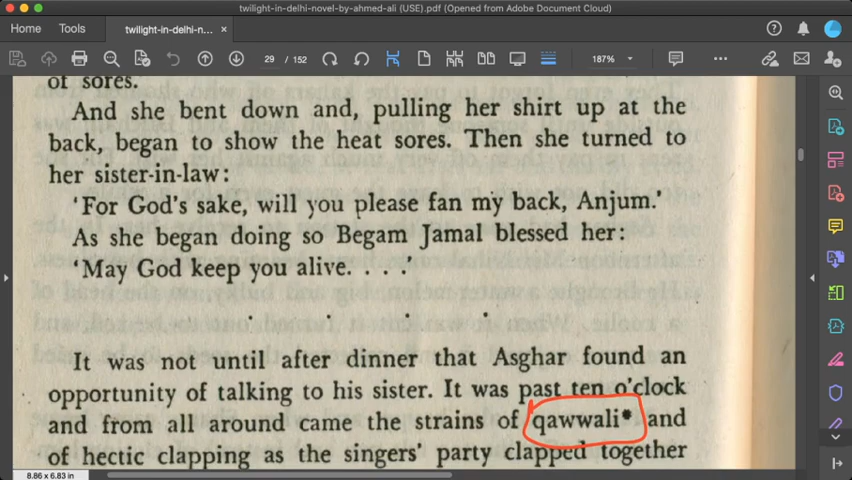 twilight-in-delhi-novel-by-ahmed-ali (USE).pdf (Opened from Adobe Document Cloud)
Home Tools twilight-in-delhi-n... ×
29 / 152 187%
of sores.
And she bent down and, pulling her shirt up at the
back, began to show the heat sores. Then she turned to
her sister-in-law:
'For God's sake, will you please fan my back, Anjum.'
As she began doing so Begam Jamal blessed her:
'May God keep you alive. . . .'
. . . .
It was not until after dinner that Asghar found an
opportunity of talking to his sister. It was past ten o'clock
and from all around came the strains of qawwali* and
of hectic clapping as the singers' party clapped together
8.86 x 6.83 in